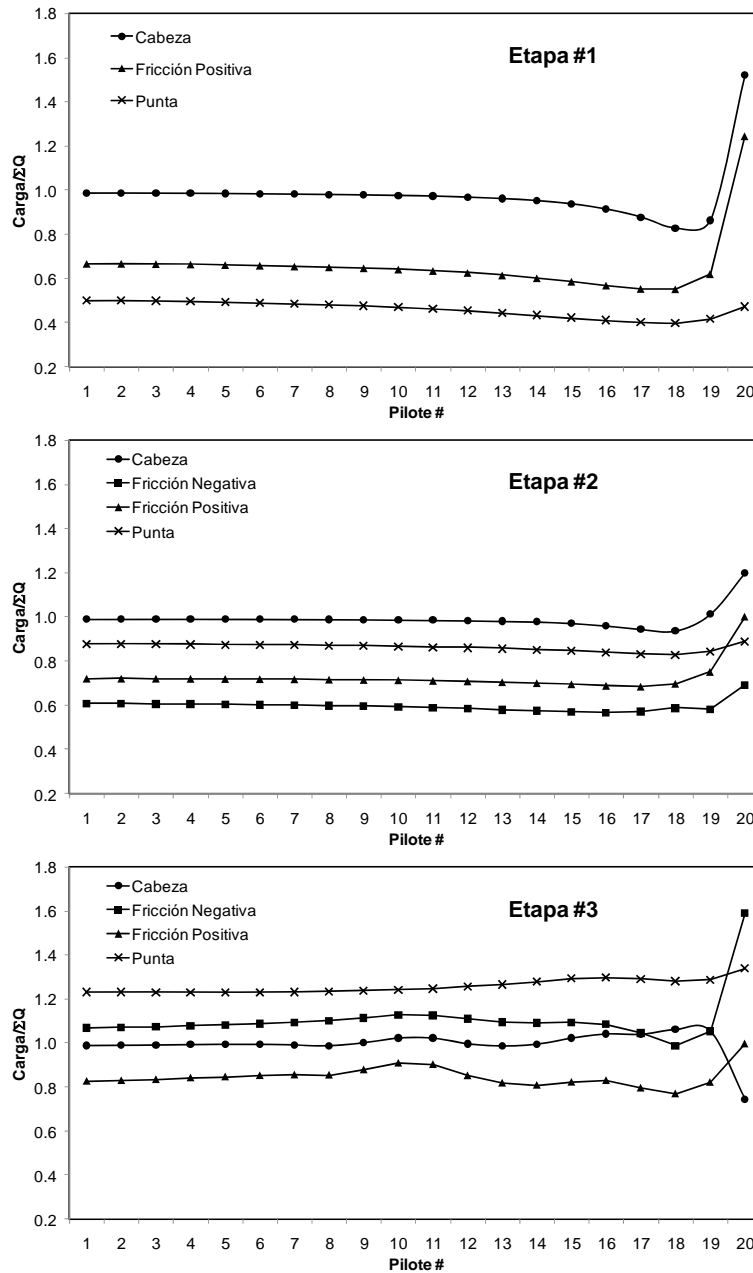 1.8
1.6
1.4
1.2
1.0
0.8
0.6
0.4
0.2
Carga/ΣQ
Cabeza
Fricción Positiva
Punta
Etapa #1
1 2 3 4 5 6 7 8 9 10 11 12 13 14 15 16 17 18 19 20
Pilote #
1.8
1.6
1.4
1.2
1.0
0.8
0.6
0.4
0.2
Carga/ΣQ
Cabeza
Fricción Negativa
Fricción Positiva
Punta
Etapa #2
1 2 3 4 5 6 7 8 9 10 11 12 13 14 15 16 17 18 19 20
Pilote #
1.8
1.6
1.4
1.2
1.0
0.8
0.6
0.4
0.2
Carga/ΣQ
Cabeza
Fricción Negativa
Fricción Positiva
Punta
Etapa #3
1 2 3 4 5 6 7 8 9 10 11 12 13 14 15 16 17 18 19 20
Pilote #